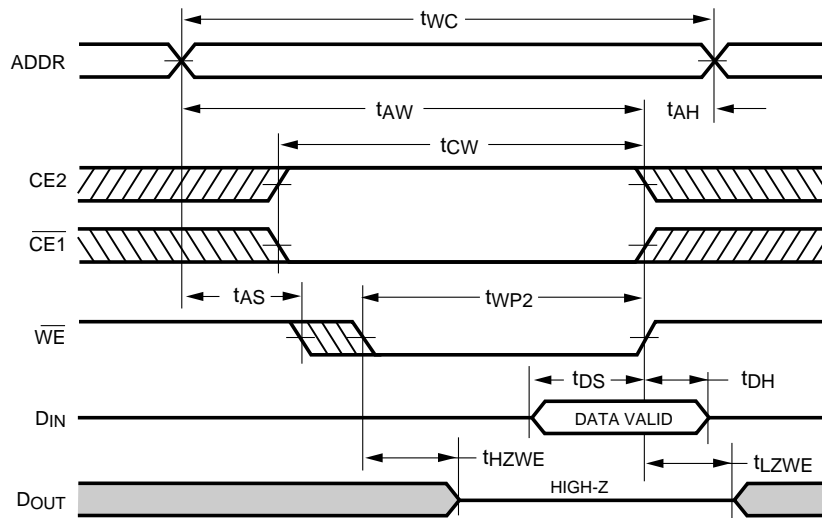 tWC
ADDR
tAW
tAH
tCW
CE2
CE1
tAS
tWP2
WE
tDS
tDH
DIN
DATA VALID
tHZWE
tLZWE
HIGH-Z
DOUT